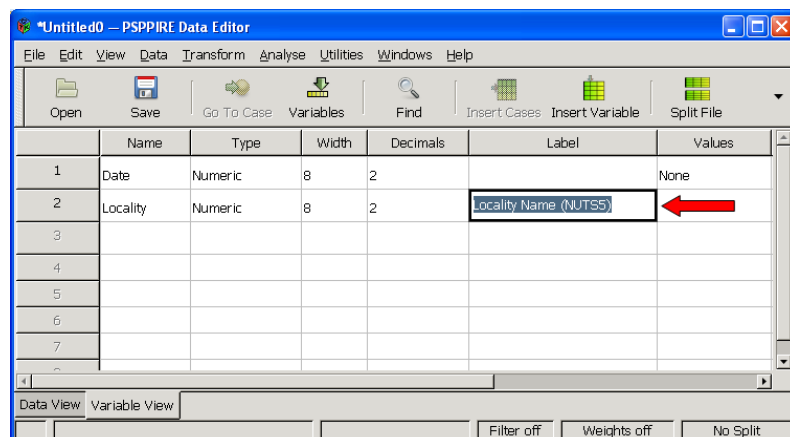 *Untitled0 — PSPPIRE Data Editor
File Edit View Data Transform Analyse Utilities Windows Help
Open Save Go To Case Variables Find Insert Cases Insert Variable Split File
Name Type Width Decimals Label Values
1 Date Numeric 8 2 None
2 Locality Numeric 8 2 Locality Name (NUTS5)
3
4
5
6
7
Data View Variable View
Filter off Weights off No Split